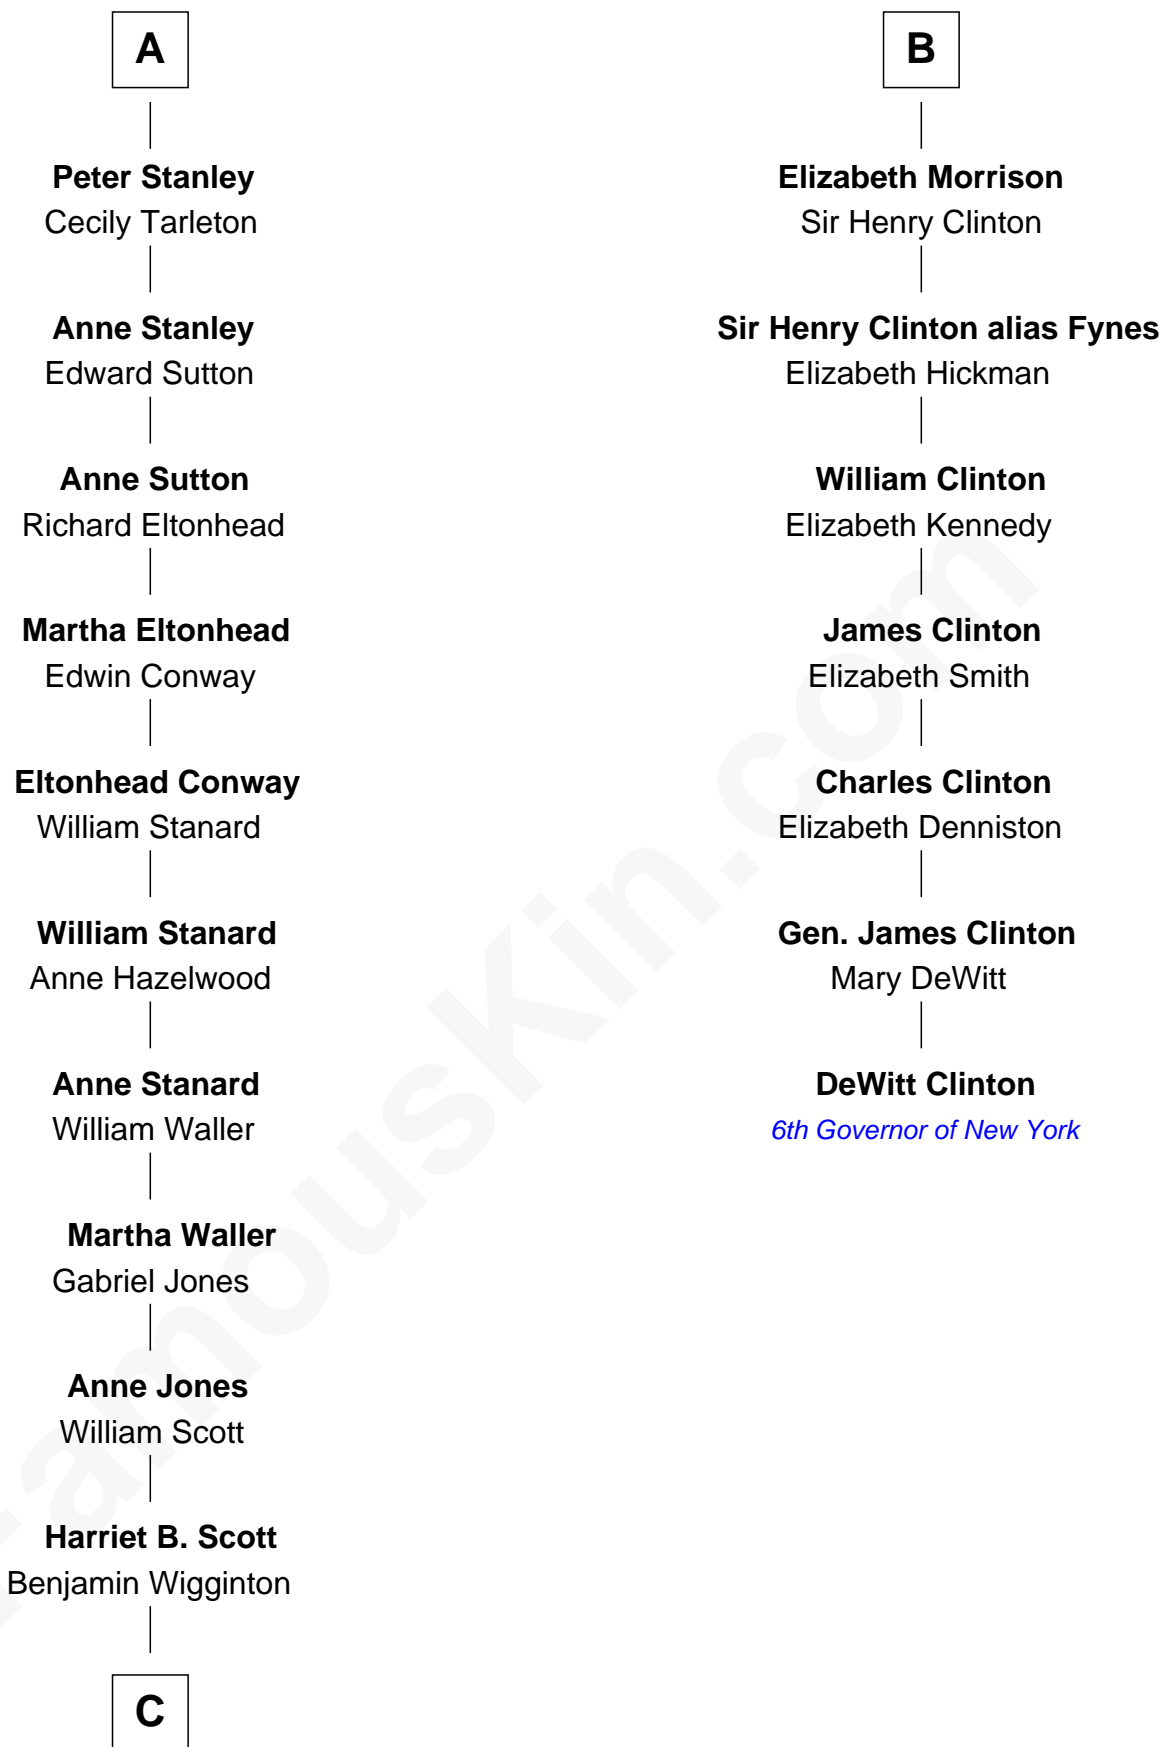 A
Peter Stanley
Cecily Tarleton
Anne Stanley
Edward Sutton
Anne Sutton
Richard Eltonhead
Martha Eltonhead
Edwin Conway
Eltonhead Conway
William Stanard
William Stanard
Anne Hazelwood
Anne Stanard
William Waller
Martha Waller
Gabriel Jones
Anne Jones
William Scott
Harriet B. Scott
Benjamin Wigginton
C
B
Elizabeth Morrison
Sir Henry Clinton
Sir Henry Clinton alias Fynes
Elizabeth Hickman
William Clinton
Elizabeth Kennedy
James Clinton
Elizabeth Smith
Charles Clinton
Elizabeth Denniston
Gen. James Clinton
Mary DeWitt
DeWitt Clinton
6th Governor of New York
FamousKin.com